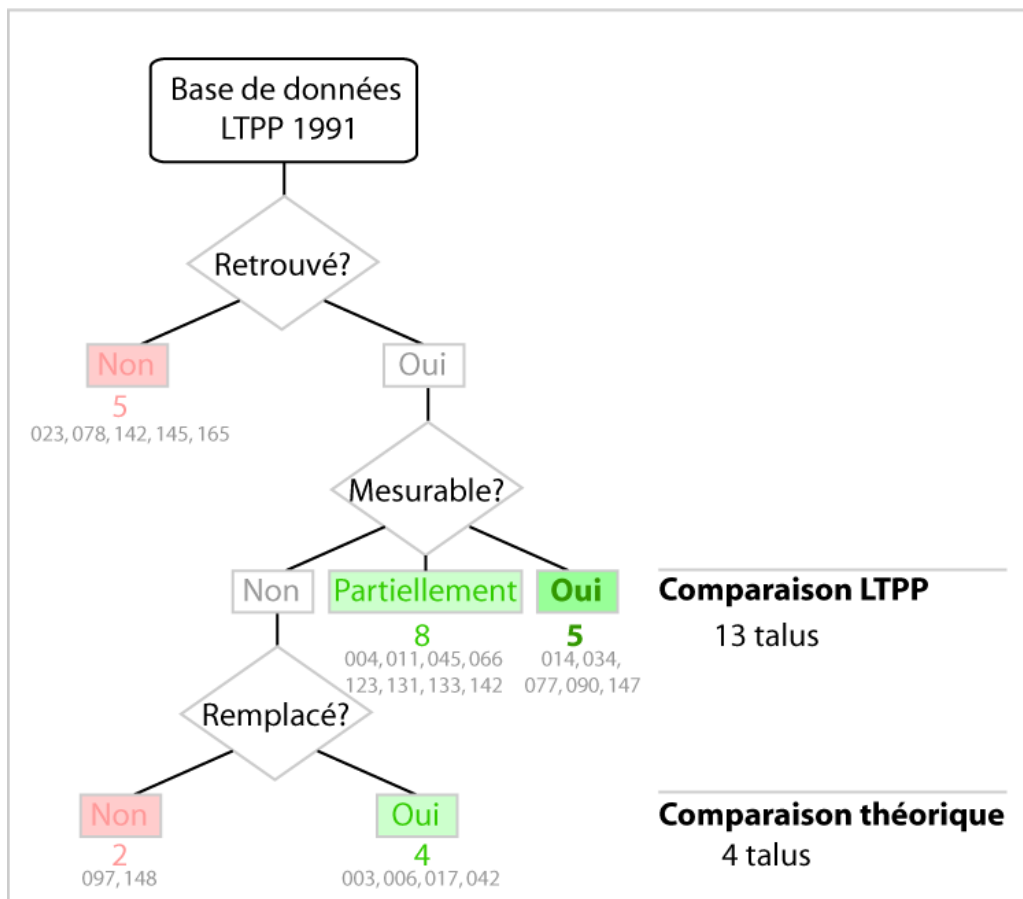 Base de données
LTPP 1991
Retrouvé?
Non
Oui
5
023, 078, 142, 145, 165
Mesurable?
Non
Partiellement
Oui
Comparaison LTPP
8
5
13 talus
004, 011, 045, 066
014, 034,
123, 131, 133, 142
077, 090, 147
Remplacé?
Non
Oui
Comparaison théorique
2
4
4 talus
097, 148
003, 006, 017, 042